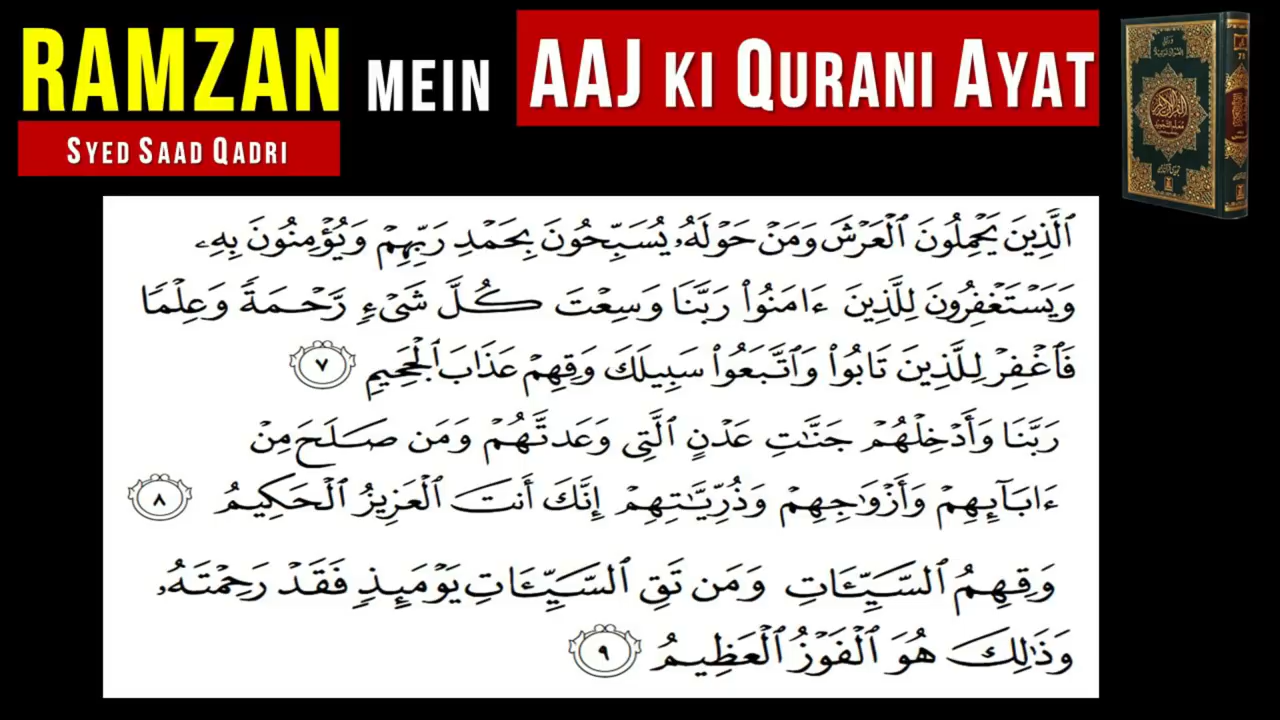 RAMZAN MEIN AAJ KI QURANI AYAT
SYED SAAD QADRI
ٱلَّذِينَ يَحْمِلُونَ ٱلْعَرْشَ وَمَنْ حَوْلَهُۥ يُسَبِّحُونَ بِحَمْدِ رَبِّهِمْ وَيُؤْمِنُونَ بِهِۦ
وَيَسْتَغْفِرُونَ لِلَّذِينَ ءَامَنُوا۟ رَبَّنَا وَسِعْتَ كُلَّ شَىْءٍ رَّحْمَةً وَعِلْمًا
فَٱغْفِرْ لِلَّذِينَ تَابُوا۟ وَٱتَّبَعُوا۟ سَبِيلَكَ وَقِهِمْ عَذَابَ ٱلْجَحِيمِ ٧
رَبَّنَا وَأَدْخِلْهُمْ جَنَّٰتِ عَدْنٍ ٱلَّتِى وَعَدتَّهُمْ وَمَن صَلَحَ مِنْ
ءَابَآئِهِمْ وَأَزْوَٰجِهِمْ وَذُرِّيَّٰتِهِمْ إِنَّكَ أَنتَ ٱلْعَزِيزُ ٱلْحَكِيمُ ٨
وَقِهِمُ ٱلسَّيِّـَٔاتِ وَمَن تَقِ ٱلسَّيِّـَٔاتِ يَوْمَئِذٍ فَقَدْ رَحِمْتَهُۥ
وَذَٰلِكَ هُوَ ٱلْفَوْزُ ٱلْعَظِيمُ ٩